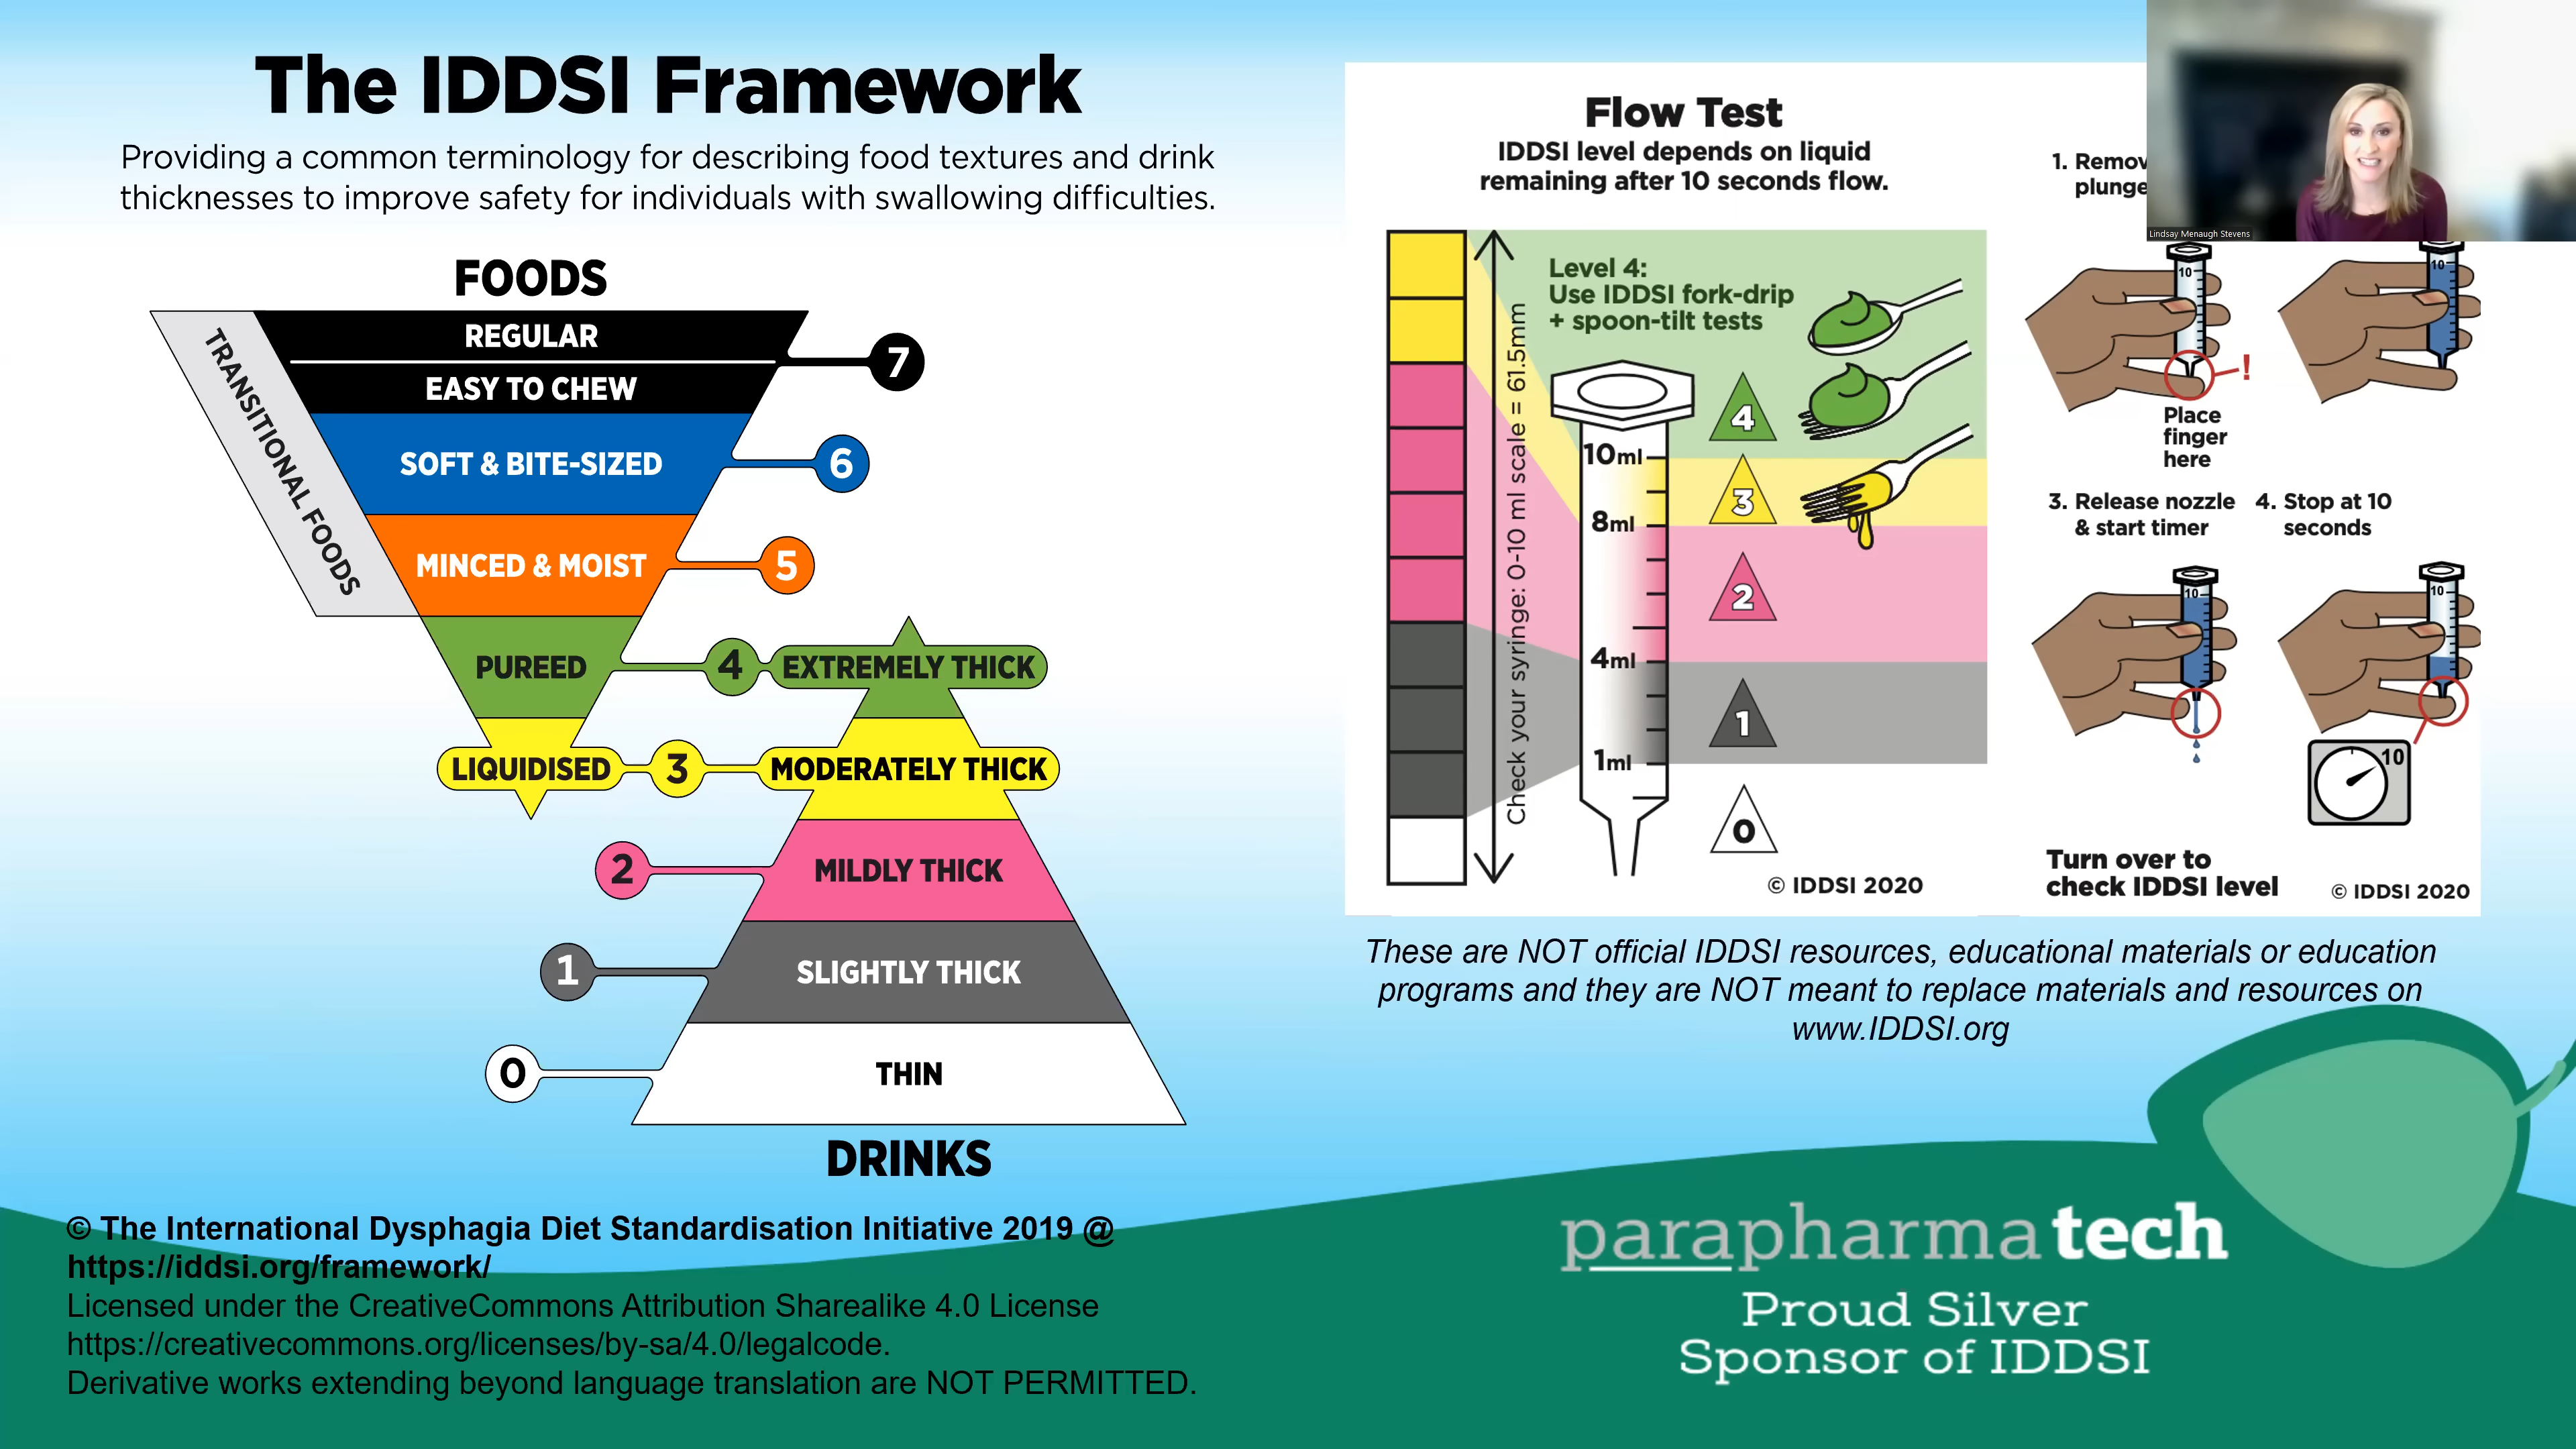 The IDDSI Framework
Providing a common terminology for describing food textures and drink
thicknesses to improve safety for individuals with swallowing difficulties.
FOODS
TRANSITIONAL FOODS
REGULAR
EASY TO CHEW
7
SOFT & BITE-SIZED
6
MINCED & MOIST
5
PUREED
4
EXTREMELY THICK
LIQUIDISED
3
MODERATELY THICK
2
MILDLY THICK
1
SLIGHTLY THICK
0
THIN
DRINKS
© The International Dysphagia Diet Standardisation Initiative 2019 @
https://iddsi.org/framework/
Licensed under the CreativeCommons Attribution Sharealike 4.0 License
https://creativecommons.org/licenses/by-sa/4.0/legalcode.
Derivative works extending beyond language translation are NOT PERMITTED.
Flow Test
IDDSI level depends on liquid
remaining after 10 seconds flow.
Check your syringe: 0-10 ml scale = 61.5mm
Level 4:
Use IDDSI fork-drip
+ spoon-tilt tests
10ml
8ml
4ml
1ml
4
3
2
1
0
© IDDSI 2020
1.
10
10
!
Place
finger
here
3. Release nozzle
& start timer
4. Stop at 10
seconds
10
10
10
Turn over to
check IDDSI level
© IDDSI 2020
Lindsay Menaugh Stevens
These are NOT official IDDSI resources, educational materials or education
programs and they are NOT meant to replace materials and resources on
www.IDDSI.org
parapharmatech
Proud Silver
Sponsor of IDDSI